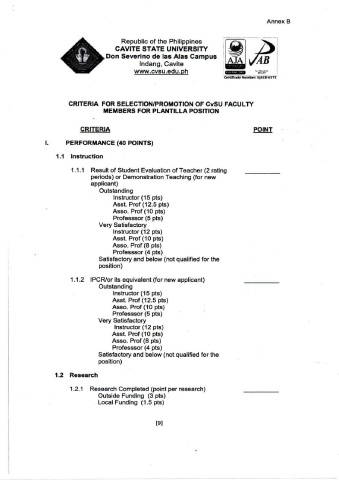 Annex B
Republic of the Philippines
CAVITE STATE UNIVERSITY
Don Severino de las Alas Campus
Indang, Cavite
www.cvsu.edu.ph
AJA
PAB
CRITERIA FOR SELECTION/PROMOTION OF CvSU FACULTY
MEMBERS FOR PLANTILLA POSITION
CRITERIA POINT
I. PERFORMANCE (40 POINTS)
1.1 Instruction
1.1.1 Result of Student Evaluation of Teacher (2 rating
periods) or Demonstration Teaching (for new
applicant)
Outstanding
Instructor (15 pts)
Asst. Prof (12.5 pts)
Asso. Prof (10 pts)
Professsor (5 pts)
Very Satisfactory
Instructor (12 pts)
Asst. Prof (10 pts)
Asso. Prof (8 pts)
Professsor (4 pts)
Satisfactory and below (not qualified for the
position)
1.1.2 IPCR/or its equivalent (for new applicant)
Outstanding
Instructor (15 pts)
Asst. Prof (12.5 pts)
Asso. Prof (10 pts)
Professsor (5 pts)
Very Satisfactory
Instructor (12 pts)
Asst. Prof (10 pts)
Asso. Prof (8 pts)
Professsor (4 pts)
Satisfactory and below (not qualified for the
position)
1.2 Research
1.2.1 Research Completed (point per research)
Outside Funding (3 pts)
Local Funding (1.5 pts)
[9]